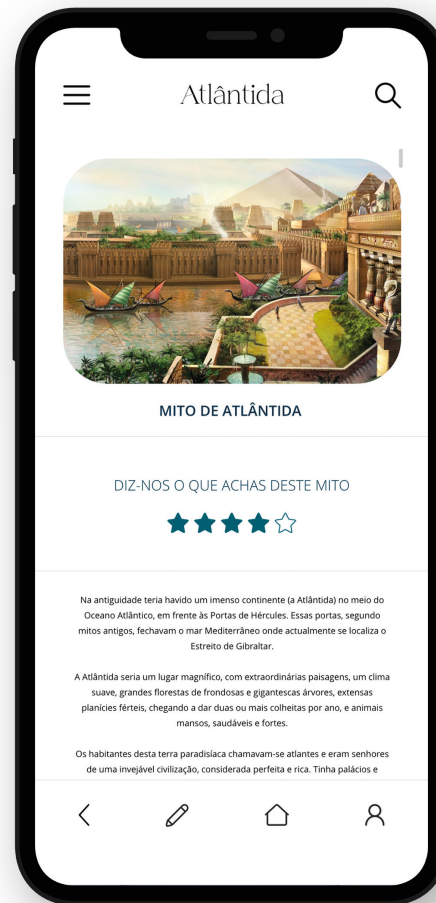 Atlântida
MITO DE ATLÂNTIDA
DIZ-NOS O QUE ACHAS DESTE MITO
Na antiguidade teria havido um imenso continente (a Atlântida) no meio do
Oceano Atlântico, em frente às Portas de Hércules. Essas portas, segundo
mitos antigos, fechavam o mar Mediterrâneo onde actualmente se localiza o
Estreito de Gibraltar.
A Atlântida seria um lugar magnífico, com extraordinárias paisagens, um clima
suave, grandes florestas de frondosas e gigantescas árvores, extensas
planícies férteis, chegando a dar duas ou mais colheitas por ano, e animais
mansos, saudáveis e fortes.
Os habitantes desta terra paradisíaca chamavam-se atlantes e eram senhores
de uma invejável civilização, considerada perfeita e rica. Tinha palácios e